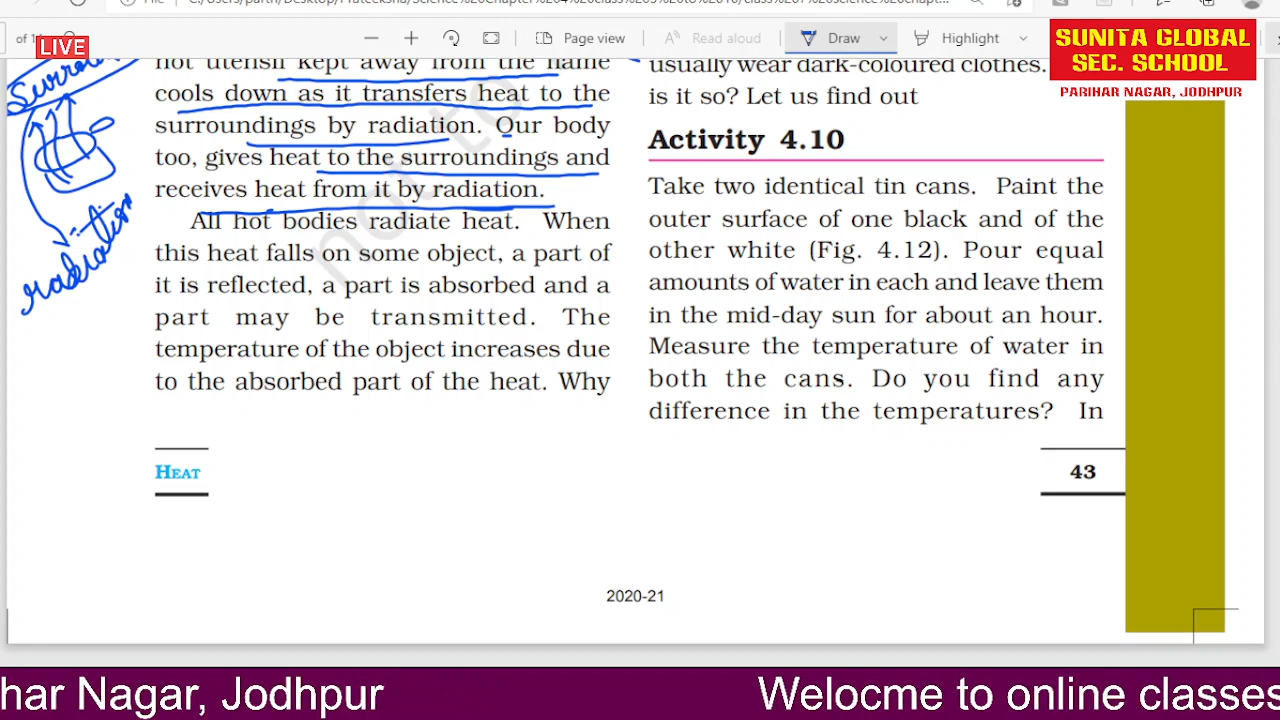 of 1
LIVE
Page view
Read aloud
Draw
Highlight
SUNITA GLOBAL
SEC. SCHOOL
PARIHAR NAGAR, JODHPUR
hot utensil kept away from the flame
cools down as it transfers heat to the
surroundings by radiation. Our body
too, gives heat to the surroundings and
receives heat from it by radiation.
All hot bodies radiate heat. When
this heat falls on some object, a part of
it is reflected, a part is absorbed and a
part may be transmitted. The
temperature of the object increases due
to the absorbed part of the heat. Why
radiation
not to
usually wear dark-coloured clothes.
is it so? Let us find out
Activity 4.10
Take two identical tin cans. Paint the
outer surface of one black and of the
other white (Fig. 4.12). Pour equal
amounts of water in each and leave them
in the mid-day sun for about an hour.
Measure the temperature of water in
both the cans. Do you find any
difference in the temperatures? In
HEAT
43
2020-21
har Nagar, Jodhpur
Welocme to online classes